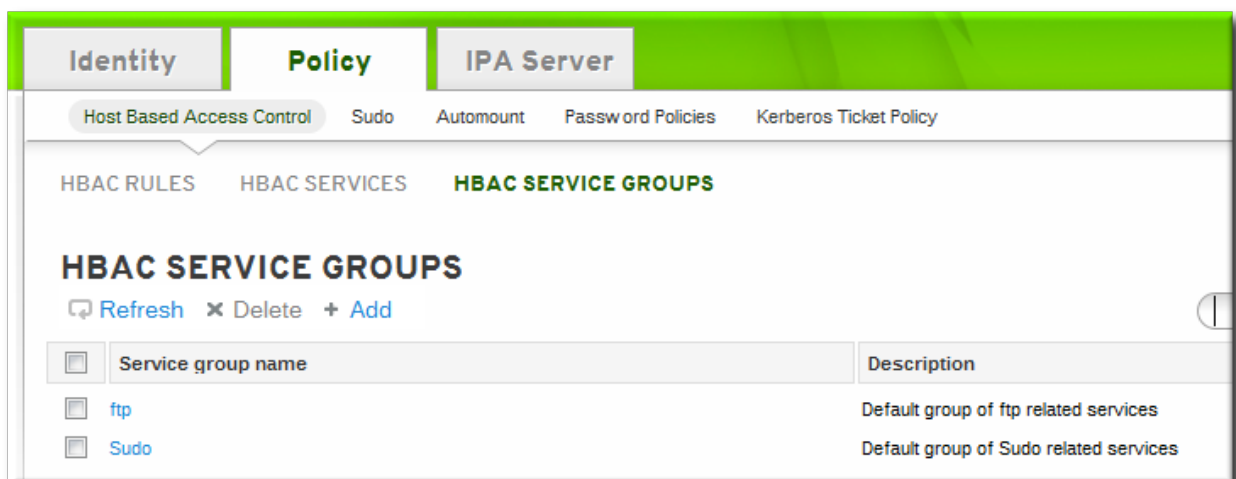 Identity Policy IPA Server
Host Based Access Control Sudo Automount Password Policies Kerberos Ticket Policy
HBAC RULES HBAC SERVICES HBAC SERVICE GROUPS
HBAC SERVICE GROUPS
Refresh Delete + Add
Service group name Description
ftp Default group of ftp related services
Sudo Default group of Sudo related services